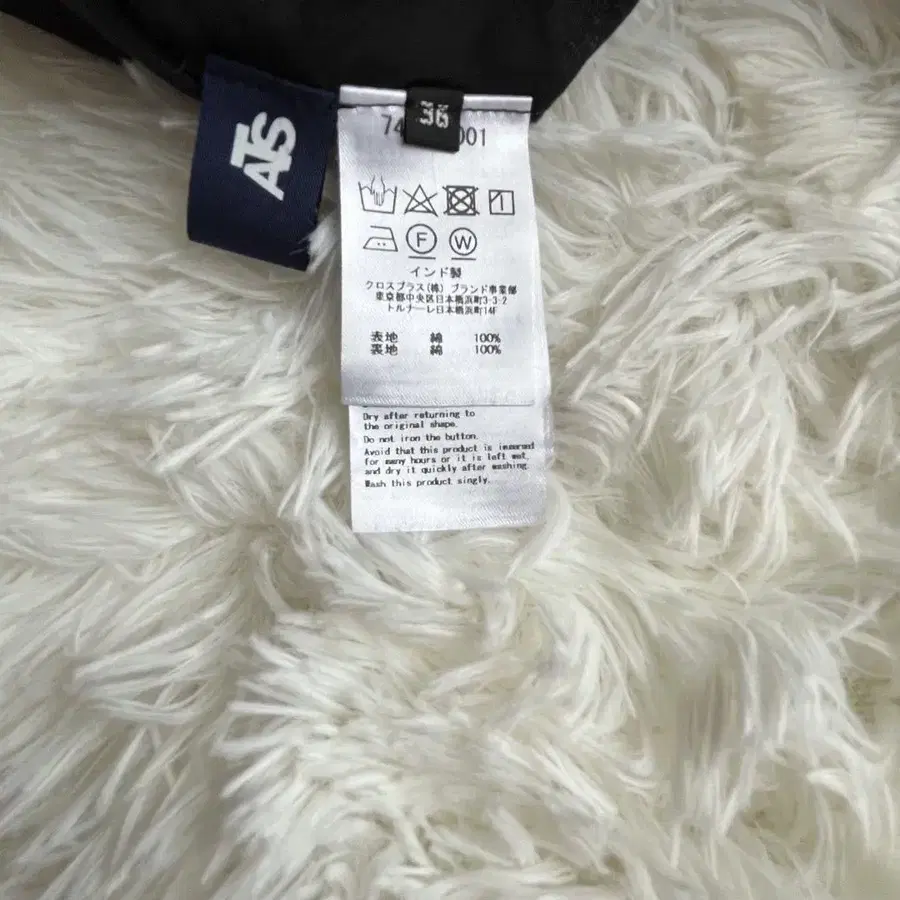 ATS
36
74 001
F W
インド製
クロスプラス(株) ブランド事業部
東京都中央区日本橋浜町3-3-2
トルナーレ日本橋浜町14F
表地 綿 100%
裏地 綿 100%
Dry after returning to
the original shape.
Do not iron the button.
Avoid that this product is immersed
for many hours or it is left wet,
and dry it quickly after washing.
Wash this product singly.